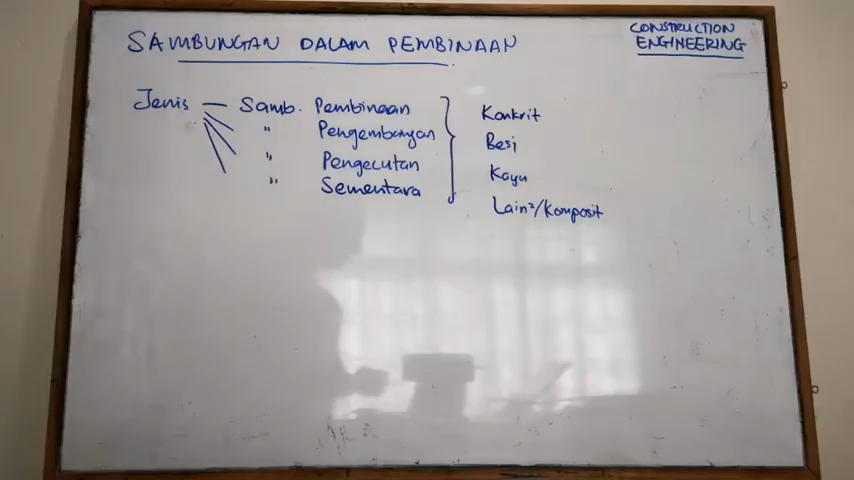 SAMBUNGAN DALAM PEMBINAAN
CONSTRUCTION
ENGINEERING
Jenis — Samb. Pembinaan
" Pengembangan
" Pengecutan
" Sementara
Konkrit
Besi
Kayu
Lain²/Komposit